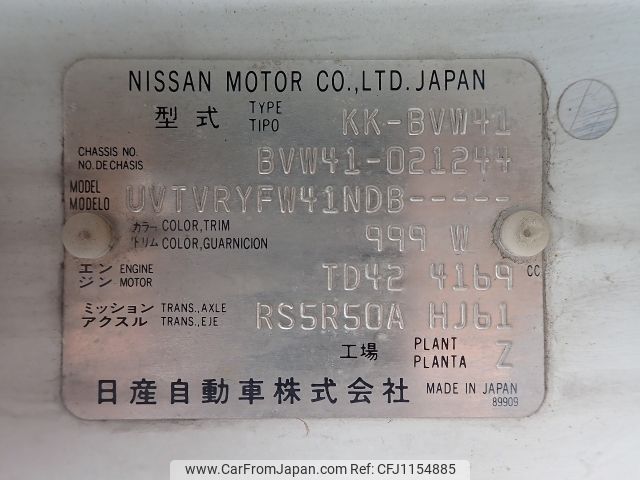 NISSAN MOTOR CO.,LTD. JAPAN
型式 TYPE TIPO KK-BVW41
CHASSIS NO. NO. DE CHASIS BVW41-021244
MODEL MODELO UVTVRYFW41NDB-----
カラー COLOR,TRIM トリム COLOR,GUARNICION 999 W
エンジン ENGINE MOTOR TD42 4169 CC
ミッション TRANS.,AXLE アクスル TRANS.,EJE RS5R50A HJ61
工場 PLANT PLANTA Z
日産自動車株式会社 MADE IN JAPAN
89909
www.CarFromJapan.com © CarFromJapan - CFJ1154885